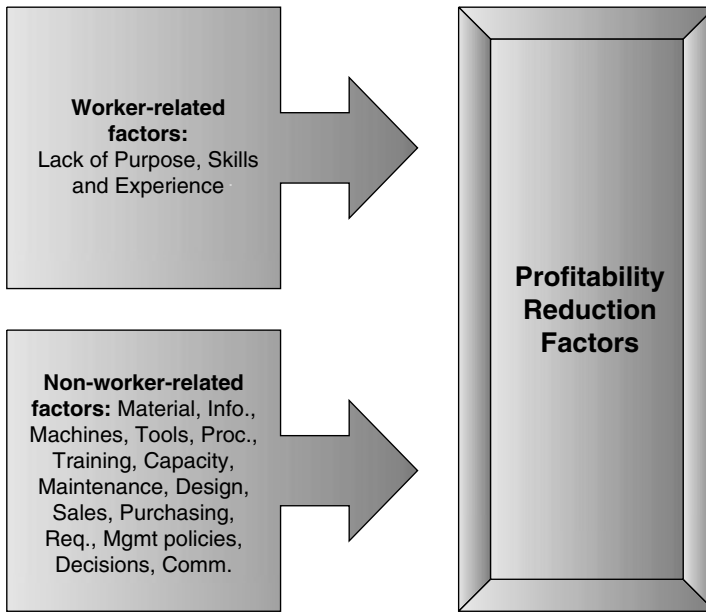 Worker-related
factors:
Lack of Purpose, Skills
and Experience
Non-worker-related
factors: Material, Info.,
Machines, Tools, Proc.,
Training, Capacity,
Maintenance, Design,
Sales, Purchasing,
Req., Mgmt policies,
Decisions, Comm.
Profitability
Reduction
Factors